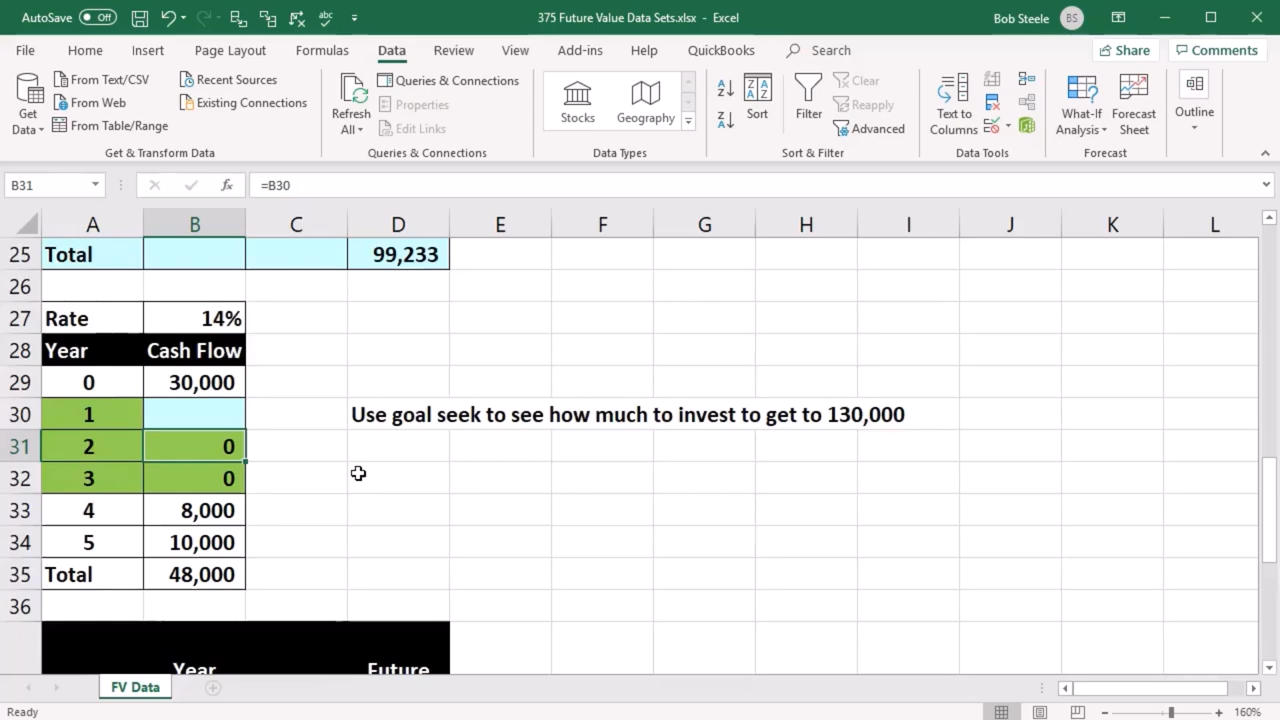 AutoSave Off 375 Future Value Data Sets.xlsx - Excel Bob Steele BS
File Home Insert Page Layout Formulas Data Review View Add-ins Help QuickBooks Search Share Comments
Get Data From Text/CSV From Web From Table/Range Recent Sources Existing Connections
Get & Transform Data
Refresh All Queries & Connections Properties Edit Links
Queries & Connections
Stocks Geography
Data Types
Sort Filter Clear Reapply Advanced
Sort & Filter
Text to Columns
Data Tools
What-If Analysis Forecast Sheet
Forecast
Outline
B31 fx =B30
A B C D E F G H I J K L
25 Total 99,233
26
27 Rate 14%
28 Year Cash Flow
29 0 30,000
30 1 Use goal seek to see how much to invest to get to 130,000
31 2 0
32 3 0
33 4 8,000
34 5 10,000
35 Total 48,000
36
Year Future
FV Data
Ready 160%